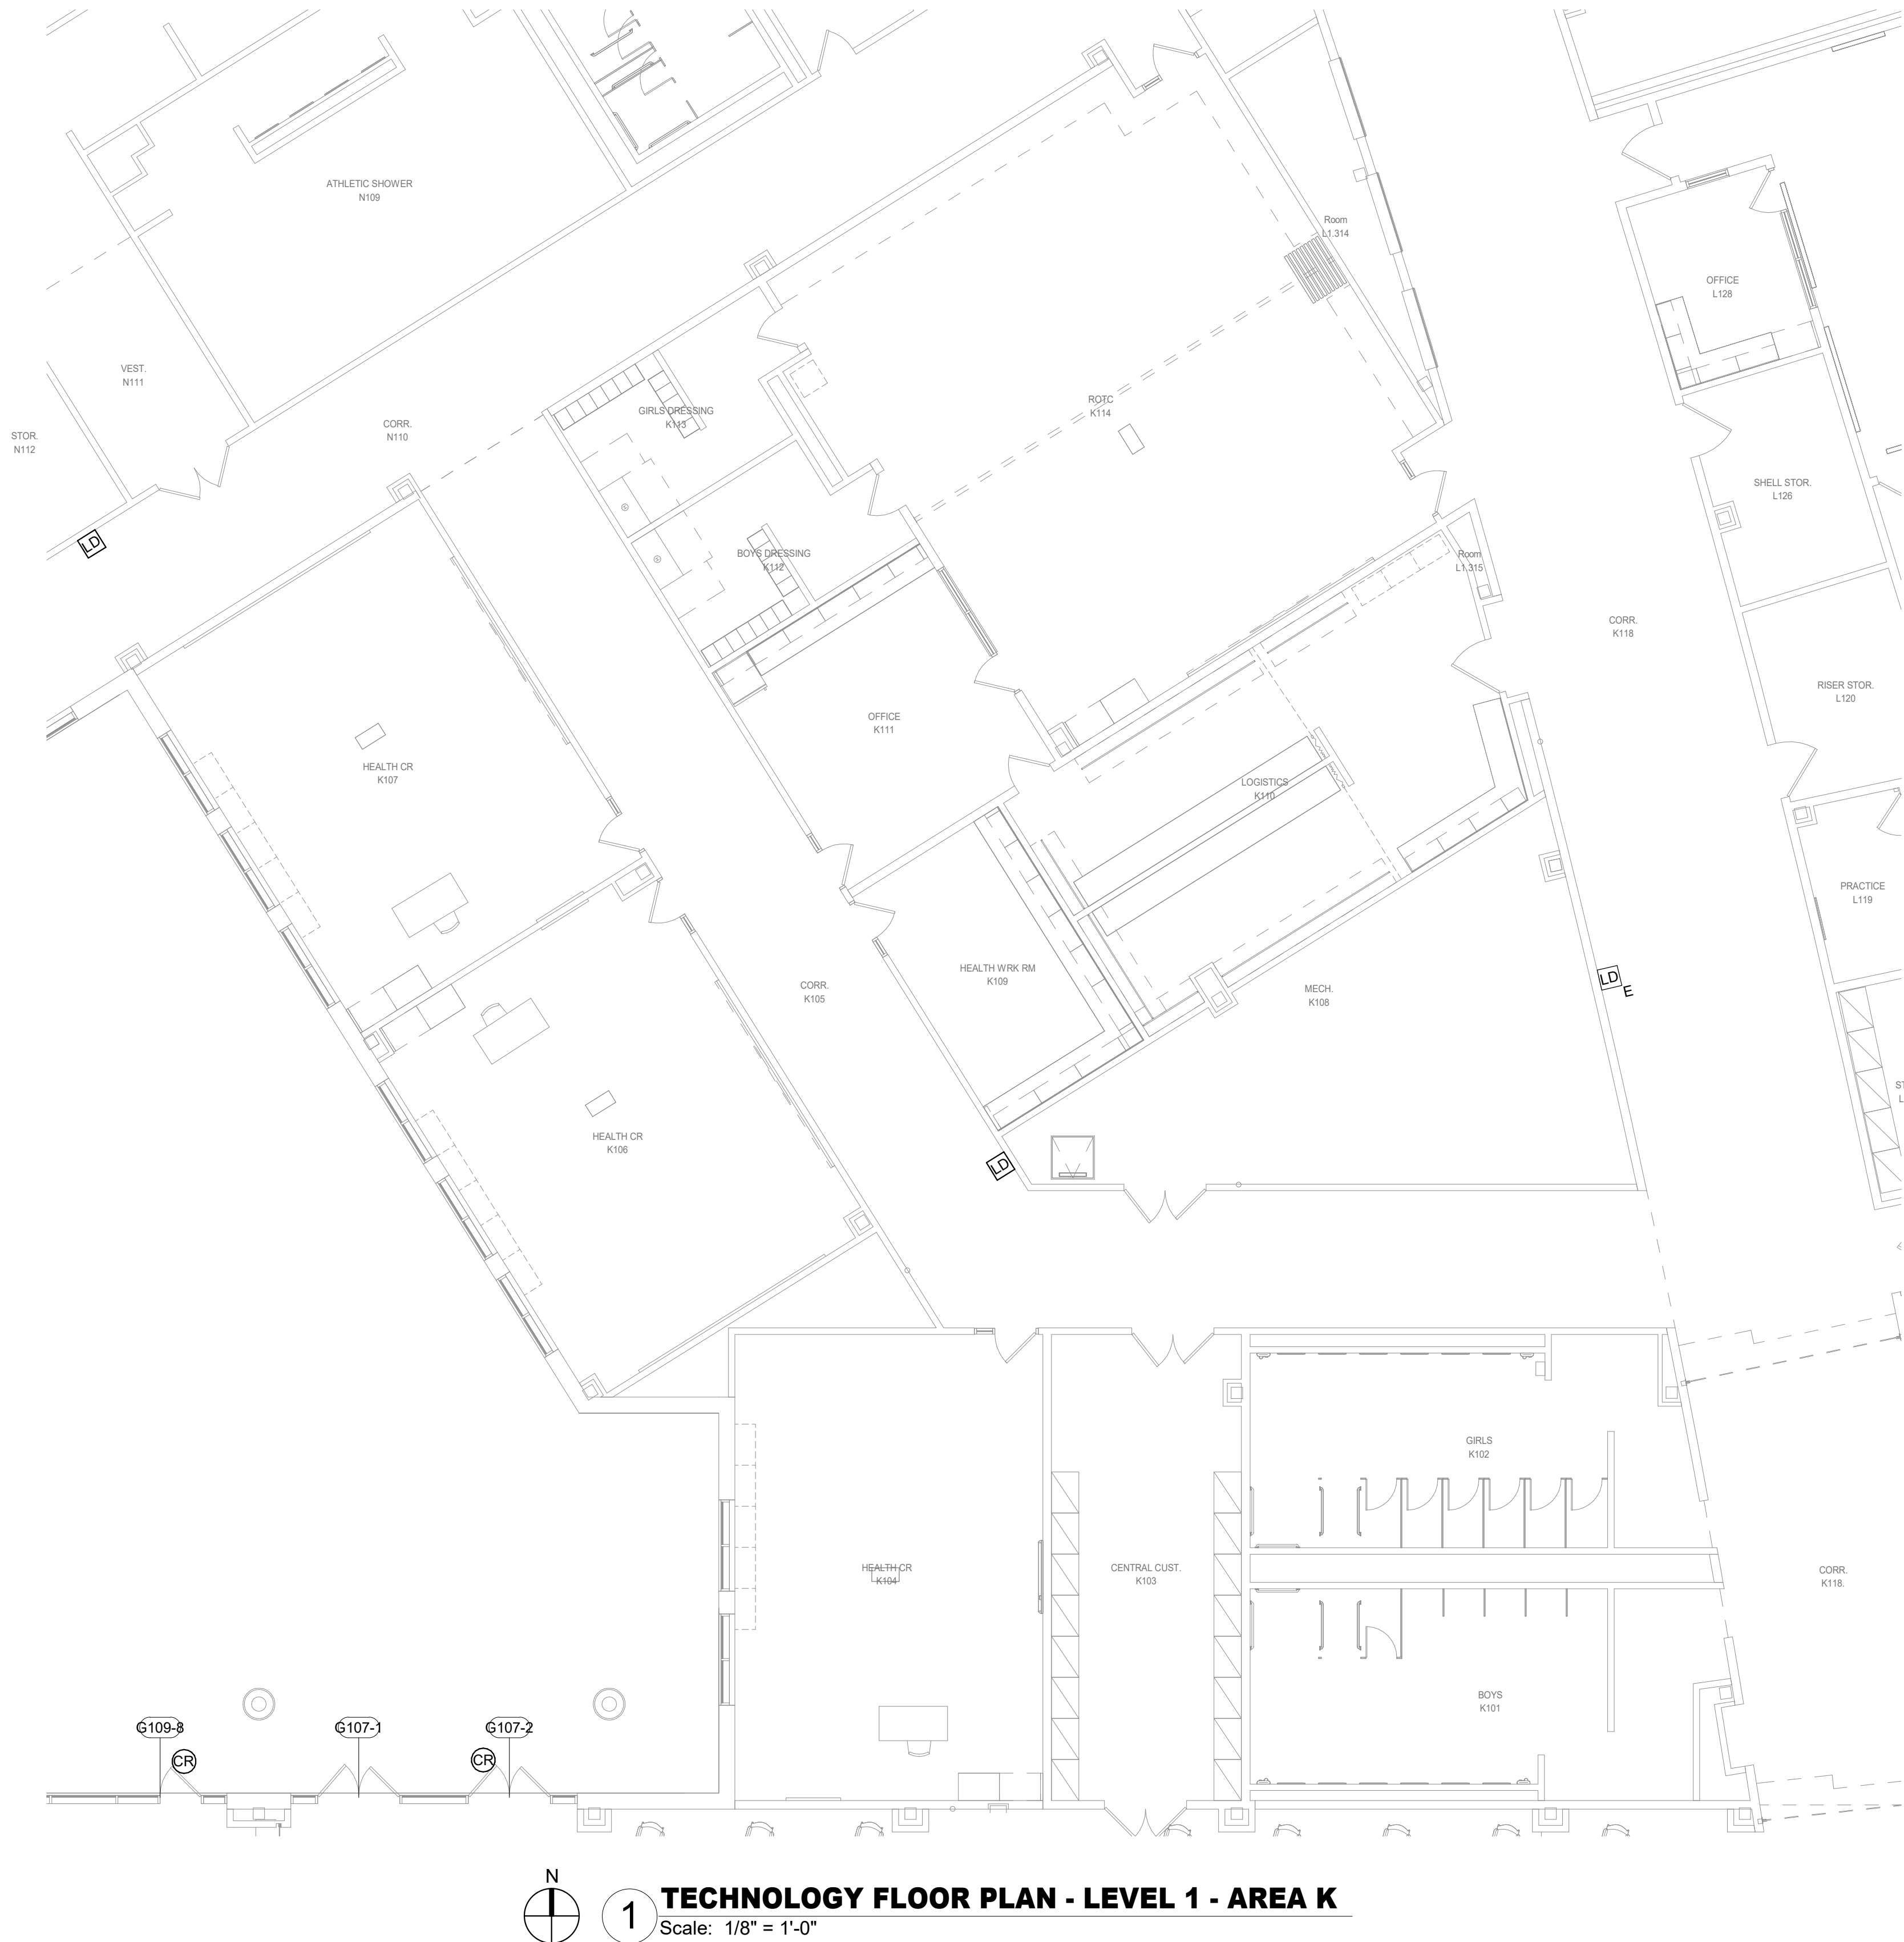 ATHLETIC SHOWER
N109
Room
L1.314
OFFICE
L128
VEST.
N111
ROTC
K114
GIRLS DRESSING
K113
CORR.
N110
STOR.
N112
SHELL STOR.
L126
LD
BOYS DRESSING
K112
Room
L1.315
CORR.
K118
RISER STOR.
L120
OFFICE
K111
HEALTH CR
K107
LOGISTICS
K110
PRACTICE
L119
HEALTH WRK RM
K109
CORR.
K105
MECH.
K108
LD
E
ST
L
HEALTH CR
K106
LD
GIRLS
K102
HEALTH CR
K104
CENTRAL CUST.
K103
CORR.
K118.
BOYS
K101
G109-8
G107-1
G107-2
CR
CR
N
1
TECHNOLOGY FLOOR PLAN - LEVEL 1 - AREA K
Scale: 1/8" = 1'-0"